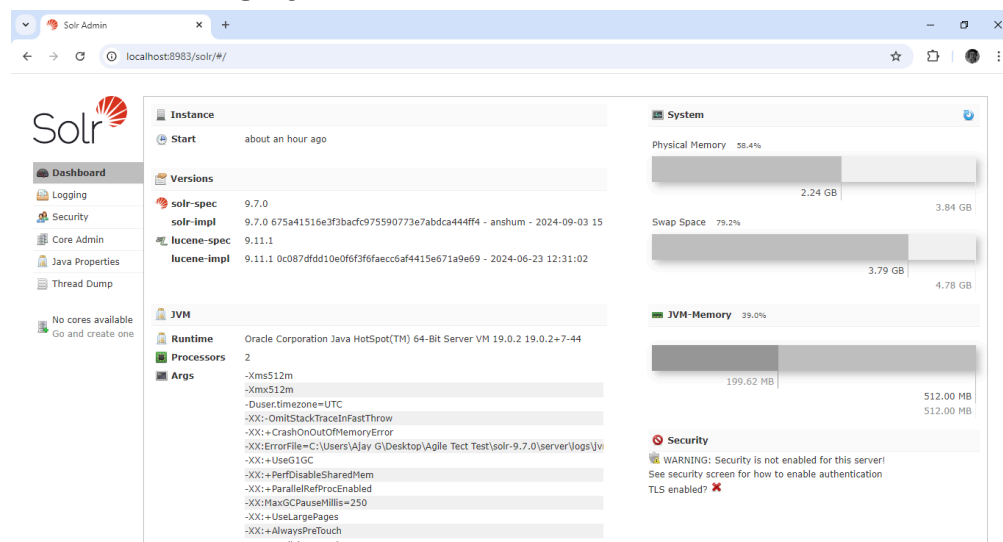 Solr Admin
localhost:8983/solr/#/
Solr
Dashboard
Logging
Security
Core Admin
Java Properties
Thread Dump
No cores available
Go and create one
Instance
Start about an hour ago
Versions
solr-spec 9.7.0
solr-impl 9.7.0 675a41516e3f3bacfc975590773e7abdca444ff4 - anshum - 2024-09-03 15
lucene-spec 9.11.1
lucene-impl 9.11.1 0c087dfdd10e0f6f3f6faecc6af4415e671a9e69 - 2024-06-23 12:31:02
JVM
Runtime Oracle Corporation Java HotSpot(TM) 64-Bit Server VM 19.0.2 19.0.2+7-44
Processors 2
Args -Xms512m
-Xmx512m
-Duser.timezone=UTC
-XX:-OmitStackTraceInFastThrow
-XX:+CrashOnOutOfMemoryError
-XX:ErrorFile=C:\Users\Ajay G\Desktop\Agile Tect Test\solr-9.7.0\server\logs\jv
-XX:+UseG1GC
-XX:+PerfDisableSharedMem
-XX:+ParallelRefProcEnabled
-XX:MaxGCPauseMillis=250
-XX:+UseLargePages
-XX:+AlwaysPreTouch
System
Physical Memory 58.4%
2.24 GB
3.84 GB
Swap Space 79.2%
3.79 GB
4.78 GB
JVM-Memory 39.0%
199.62 MB
512.00 MB
512.00 MB
Security
WARNING: Security is not enabled for this server!
See security screen for how to enable authentication
TLS enabled?